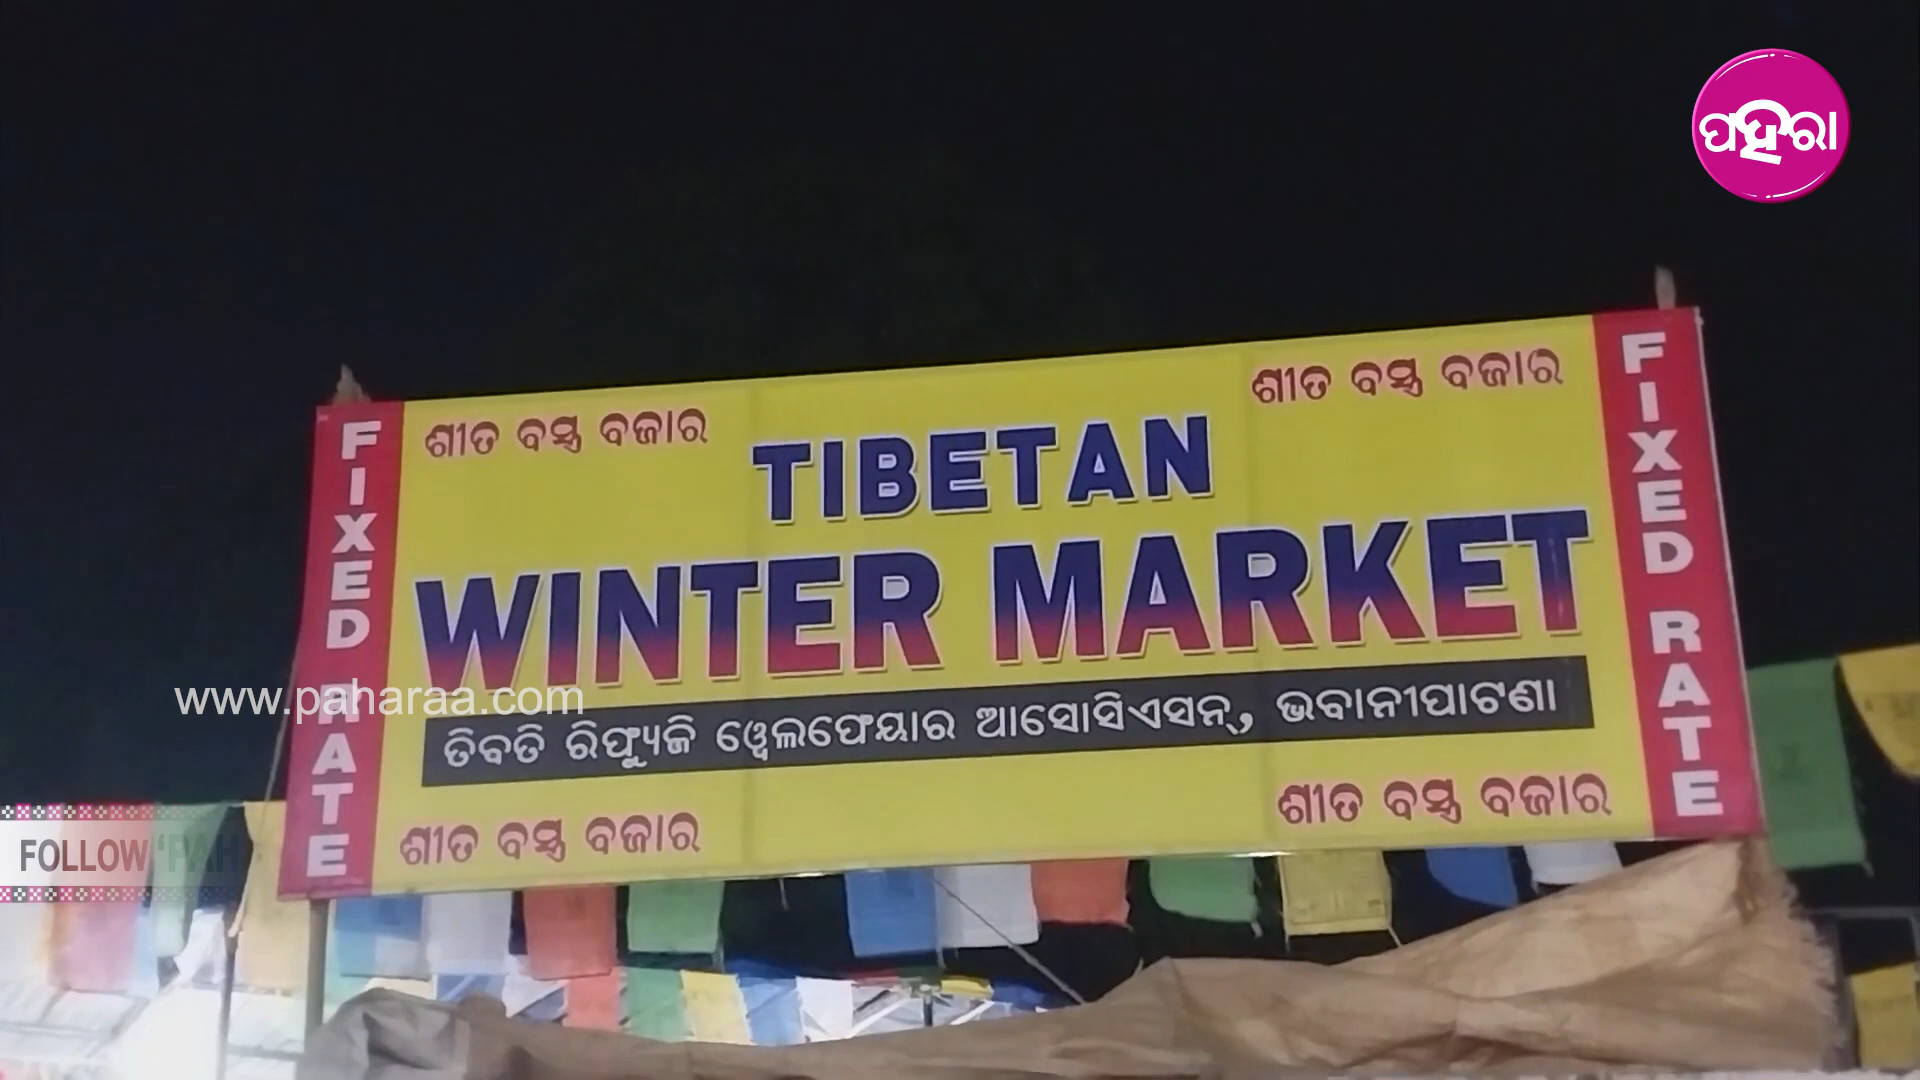 ପହରା
ଶୀତ ବସ୍ତ୍ର ବଜାର
ଶୀତ ବସ୍ତ୍ର ବଜାର
TIBETAN
WINTER MARKET
FIXED RATE
FIXED RATE
www.paharaa.com
ତିବତି ରିଫ୍ୟୁଜି ୱେଲଫେୟାର ଆସୋସିଏସନ୍, ଭବାନୀପାଟଣା
ଶୀତ ବସ୍ତ୍ର ବଜାର
ଶୀତ ବସ୍ତ୍ର ବଜାର
FOLLOW 'PAH